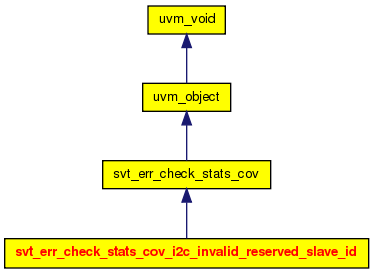 uvm_void
uvm_object
svt_err_check_stats_cov
svt_err_check_stats_cov_i2c_invalid_reserved_slave_id